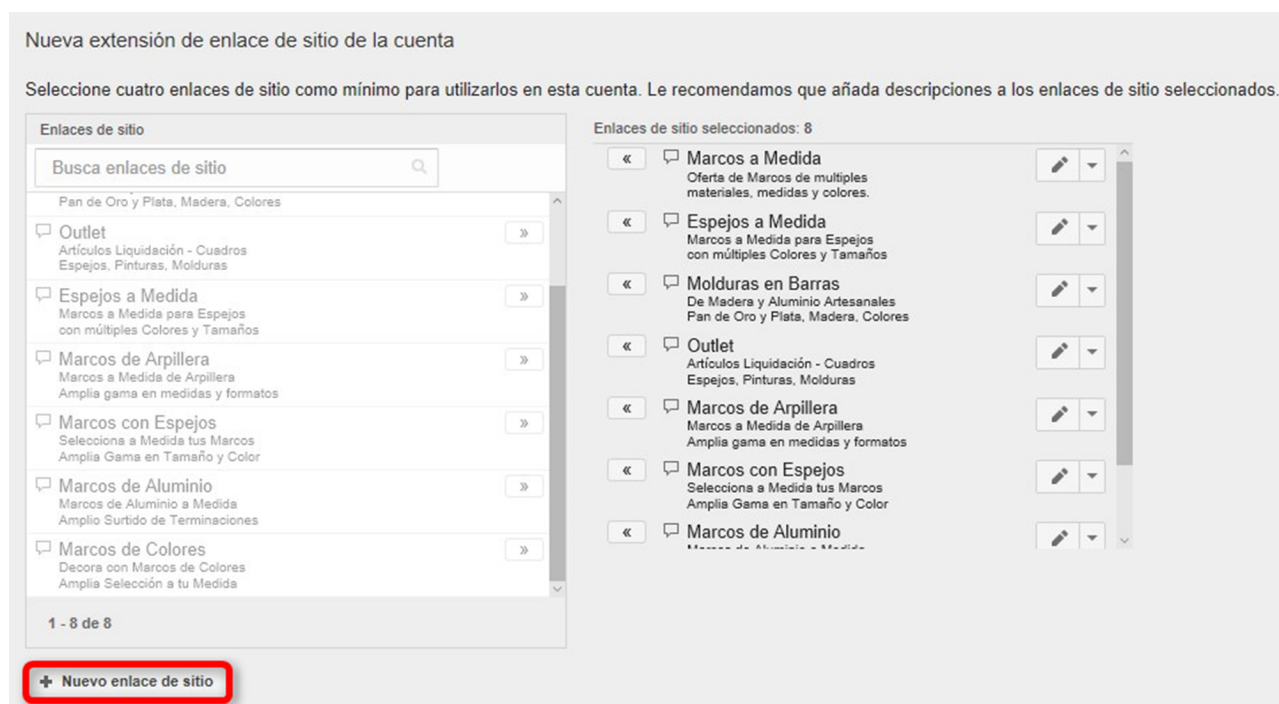 Nueva extensión de enlace de sitio de la cuenta
Seleccione cuatro enlaces de sitio como mínimo para utilizarlos en esta cuenta. Le recomendamos que añada descripciones a los enlaces de sitio seleccionados.
Enlaces de sitio
Busca enlaces de sitio
Pan de Oro y Plata, Madera, Colores
Outlet
»
Artículos Liquidación - Cuadros
Espejos, Pinturas, Molduras
Espejos a Medida
»
Marcos a Medida para Espejos
con múltiples Colores y Tamaños
Marcos de Arpillera
»
Marcos a Medida de Arpillera
Amplia gama en medidas y formatos
Marcos con Espejos
»
Selecciona a Medida tus Marcos
Amplia Gama en Tamaño y Color
Marcos de Aluminio
»
Marcos de Aluminio a Medida
Amplio Surtido de Terminaciones
Marcos de Colores
»
Decora con Marcos de Colores
Amplia Selección a tu Medida
1 - 8 de 8
+ Nuevo enlace de sitio
Enlaces de sitio seleccionados: 8
« Marcos a Medida
Oferta de Marcos de multiples
materiales, medidas y colores.
« Espejos a Medida
Marcos a Medida para Espejos
con múltiples Colores y Tamaños
« Molduras en Barras
De Madera y Aluminio Artesanales
Pan de Oro y Plata, Madera, Colores
« Outlet
Artículos Liquidación - Cuadros
Espejos, Pinturas, Molduras
« Marcos de Arpillera
Marcos a Medida de Arpillera
Amplia gama en medidas y formatos
« Marcos con Espejos
Selecciona a Medida tus Marcos
Amplia Gama en Tamaño y Color
« Marcos de Aluminio
Marcos de Aluminio a Medida